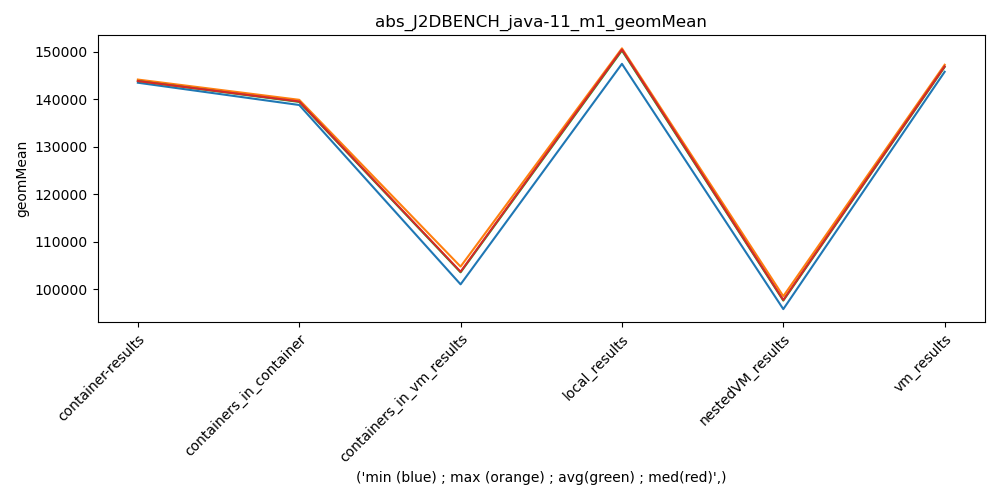 abs_J2DBENCH_java-11_m1_geomMean
150000
140000
130000
120000
110000
100000
geomMean
container-results
containers_in_container
containers_in_vm_results
local_results
nestedVM_results
vm_results
('min (blue) ; max (orange) ; avg(green) ; med(red)',)